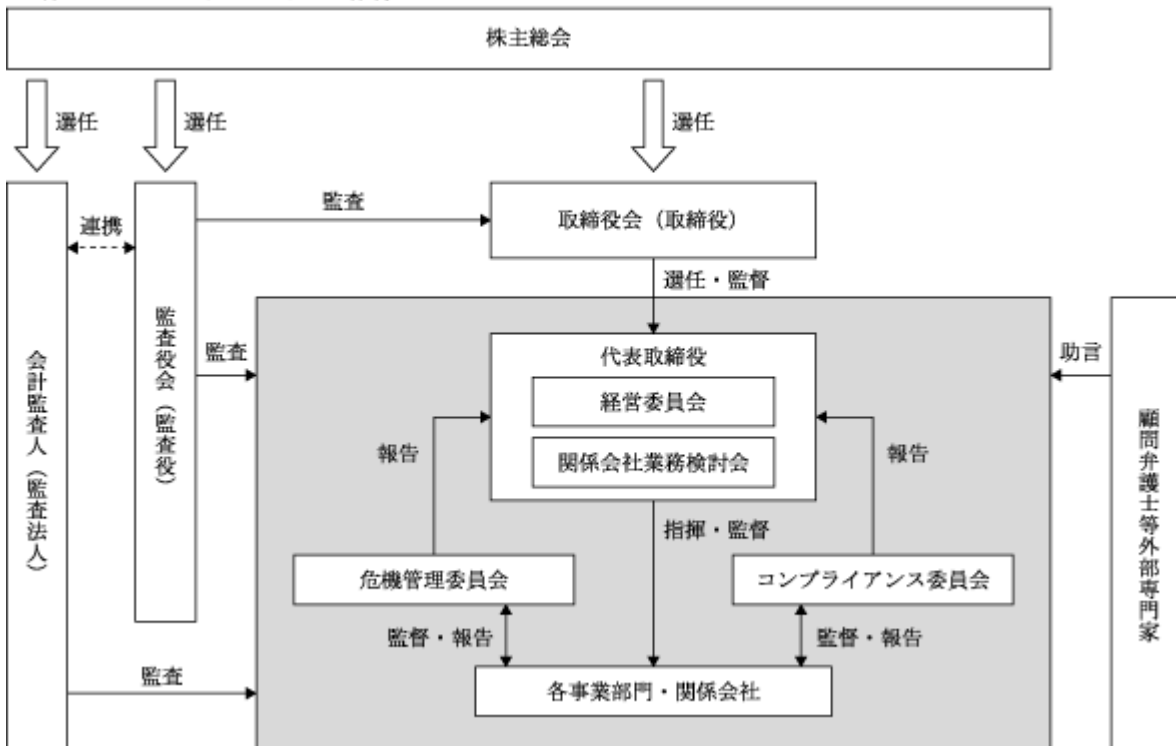 株主総会
選任
選任
選任
監査
取締役会（取締役）
連携
選任・監督
監査役会（監査役）
会計監査人（監査法人）
監査
代表取締役
経営委員会
関係会社業務検討会
助言
顧問弁護士等外部専門家
報告
報告
指揮・監督
危機管理委員会
コンプライアンス委員会
監督・報告
監督・報告
監査
各事業部門・関係会社